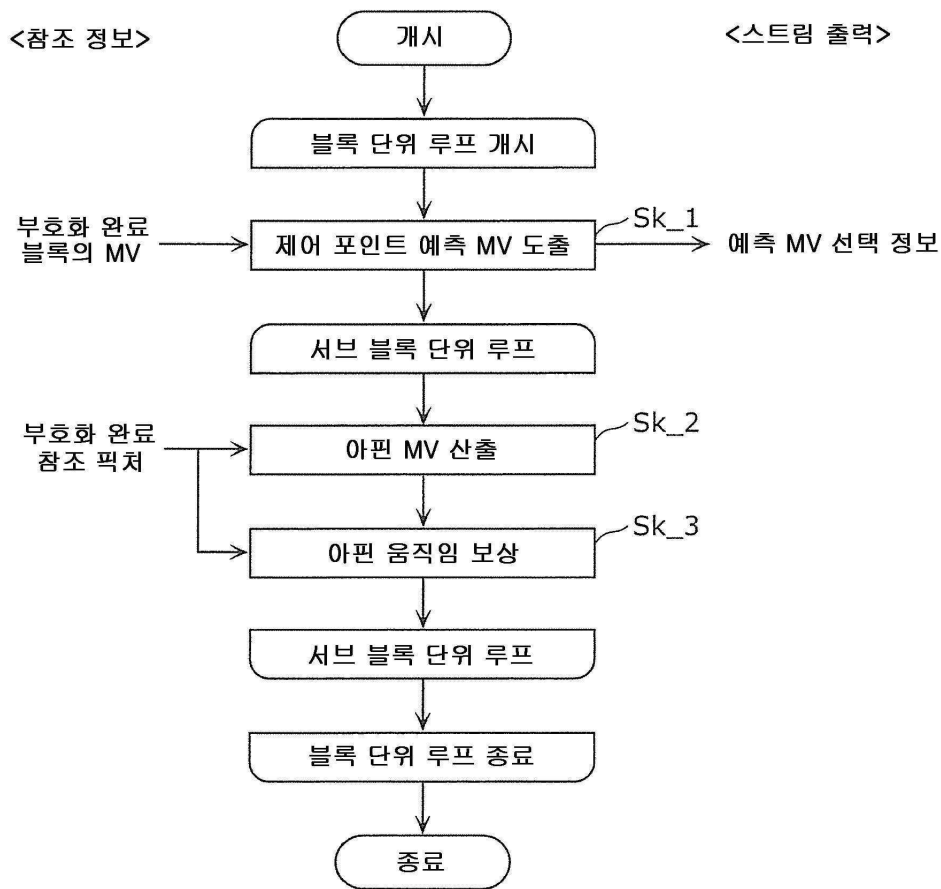 <참조 정보>
개시
<스트림 출력>
블록 단위 루프 개시
부호화 완료
블록의 MV
제어 포인트 예측 MV 도출
Sk_1
예측 MV 선택 정보
서브 블록 단위 루프
부호화 완료
참조 픽처
아핀 MV 산출
Sk_2
아핀 움직임 보상
Sk_3
서브 블록 단위 루프
블록 단위 루프 종료
종료